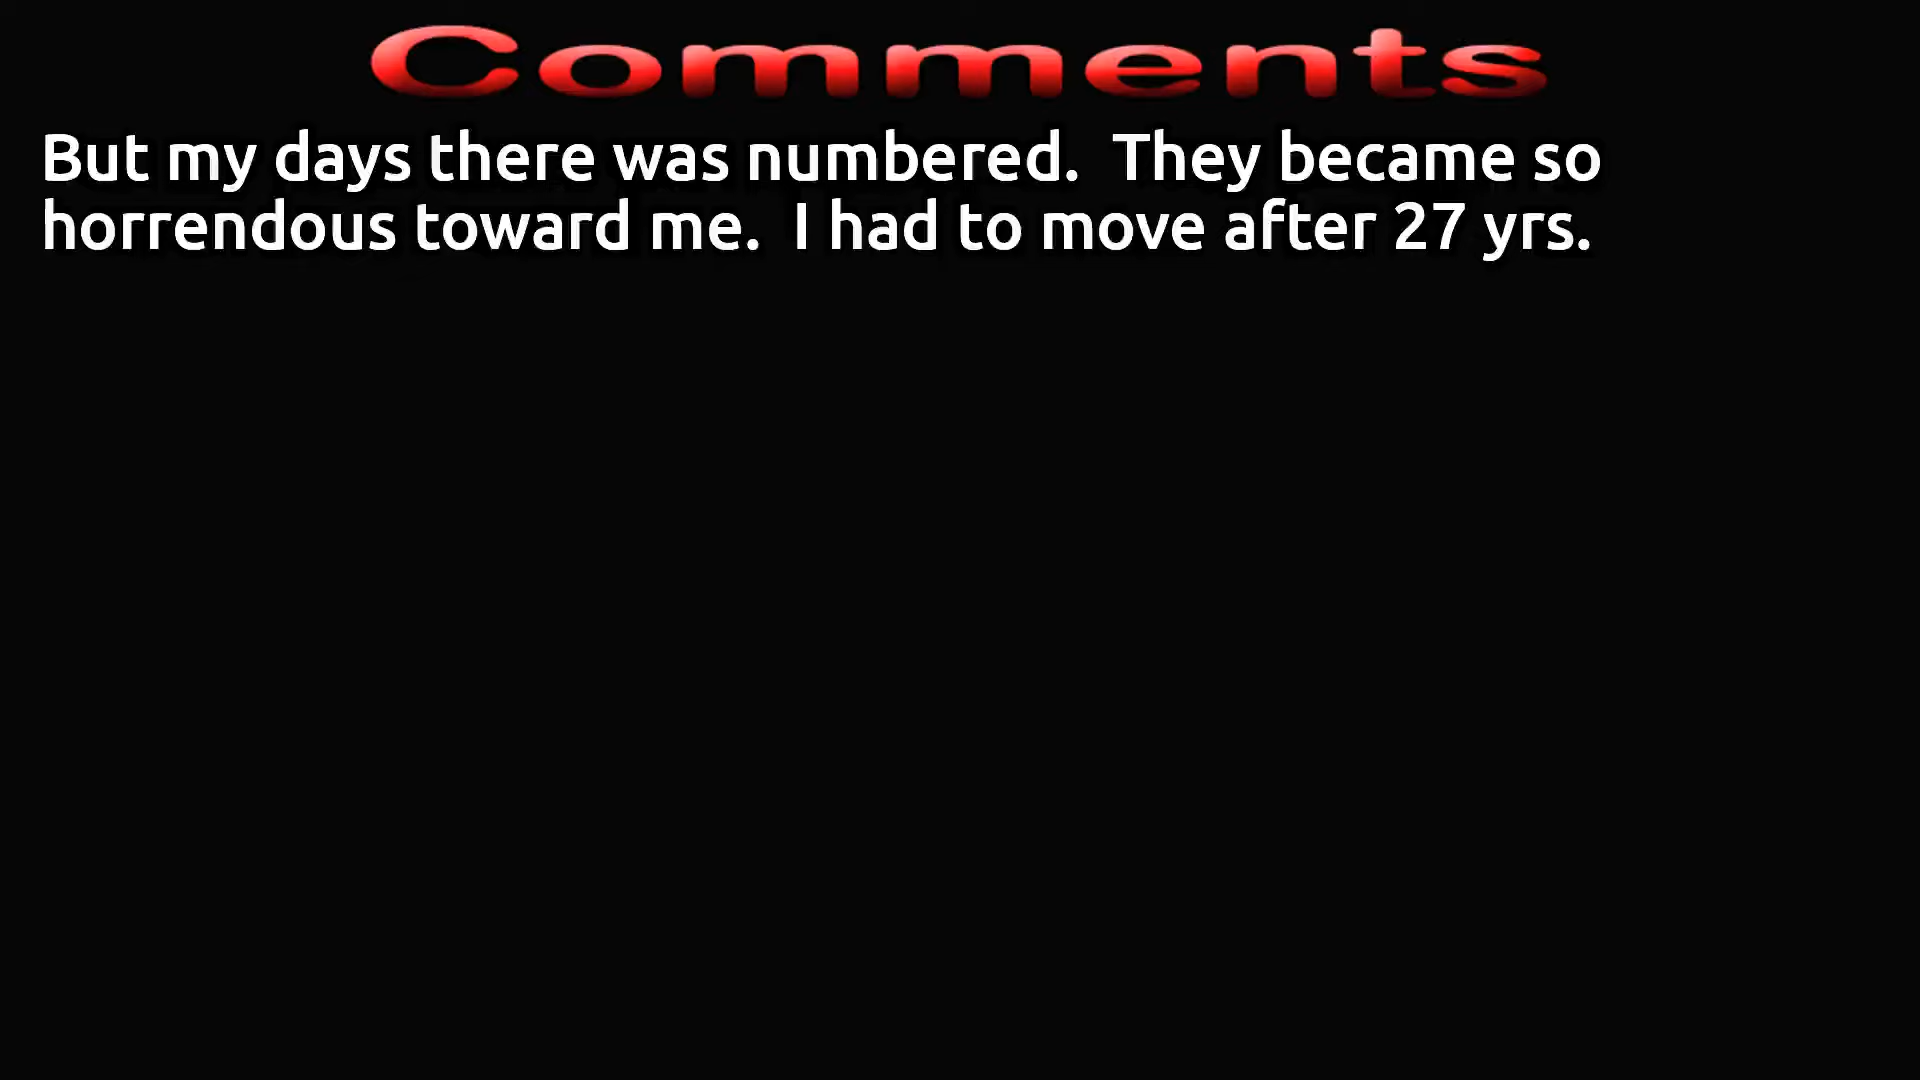 Comments
But my days there was numbered.  They became so
horrendous toward me.  I had to move after 27 yrs.